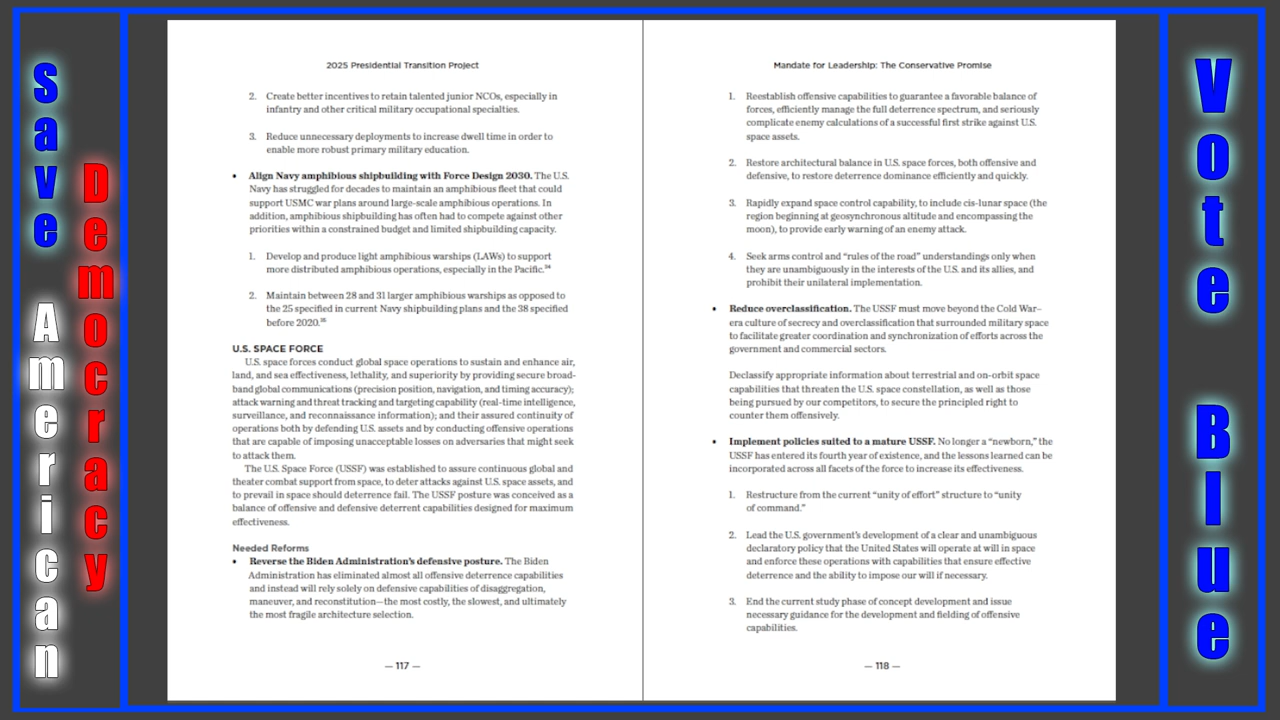 Save American
Democracy
2025 Presidential Transition Project
2. Create better incentives to retain talented junior NCOs, especially in
infantry and other critical military occupational specialties.
3. Reduce unnecessary deployments to increase dwell time in order to
enable more robust primary military education.
• Align Navy amphibious shipbuilding with Force Design 2030. The U.S.
Navy has struggled for decades to maintain an amphibious fleet that could
support USMC war plans around large-scale amphibious operations. In
addition, amphibious shipbuilding has often had to compete against other
priorities within a constrained budget and limited shipbuilding capacity.
1. Develop and produce light amphibious warships (LAWs) to support
more distributed amphibious operations, especially in the Pacific.³⁴
2. Maintain between 28 and 31 larger amphibious warships as opposed to
the 25 specified in current Navy shipbuilding plans and the 38 specified
before 2020.³⁵
U.S. SPACE FORCE
U.S. space forces conduct global space operations to sustain and enhance air,
land, and sea effectiveness, lethality, and superiority by providing secure broad-
band global communications (precision position, navigation, and timing accuracy);
attack warning and threat tracking and targeting capability (real-time intelligence,
surveillance, and reconnaissance information); and their assured continuity of
operations both by defending U.S. assets and by conducting offensive operations
that are capable of imposing unacceptable losses on adversaries that might seek
to attack them.
The U.S. Space Force (USSF) was established to assure continuous global and
theater combat support from space, to deter attacks against U.S. space assets, and
to prevail in space should deterrence fail. The USSF posture was conceived as a
balance of offensive and defensive deterrent capabilities designed for maximum
effectiveness.
Needed Reforms
• Reverse the Biden Administration's defensive posture. The Biden
Administration has eliminated almost all offensive deterrence capabilities
and instead will rely solely on defensive capabilities of disaggregation,
maneuver, and reconstitution—the most costly, the slowest, and ultimately
the most fragile architecture selection.
— 117 —
Mandate for Leadership: The Conservative Promise
1. Reestablish offensive capabilities to guarantee a favorable balance of
forces, efficiently manage the full deterrence spectrum, and seriously
complicate enemy calculations of a successful first strike against U.S.
space assets.
2. Restore architectural balance in U.S. space forces, both offensive and
defensive, to restore deterrence dominance efficiently and quickly.
3. Rapidly expand space control capability, to include cis-lunar space (the
region beginning at geosynchronous altitude and encompassing the
moon), to provide early warning of an enemy attack.
4. Seek arms control and “rules of the road” understandings only when
they are unambiguously in the interests of the U.S. and its allies, and
prohibit their unilateral implementation.
• Reduce overclassification. The USSF must move beyond the Cold War–
era culture of secrecy and overclassification that surrounded military space
to facilitate greater coordination and synchronization of efforts across the
government and commercial sectors.
Declassify appropriate information about terrestrial and on-orbit space
capabilities that threaten the U.S. space constellation, as well as those
being pursued by our competitors, to secure the principled right to
counter them offensively.
• Implement policies suited to a mature USSF. No longer a “newborn,” the
USSF has entered its fourth year of existence, and the lessons learned can be
incorporated across all facets of the force to increase its effectiveness.
1. Restructure from the current “unity of effort” structure to “unity
of command.”
2. Lead the U.S. government's development of a clear and unambiguous
declaratory policy that the United States will operate at will in space
and enforce these operations with capabilities that ensure effective
deterrence and the ability to impose our will if necessary.
3. End the current study phase of concept development and issue
necessary guidance for the development and fielding of offensive
capabilities.
— 118 —
Vote Blue